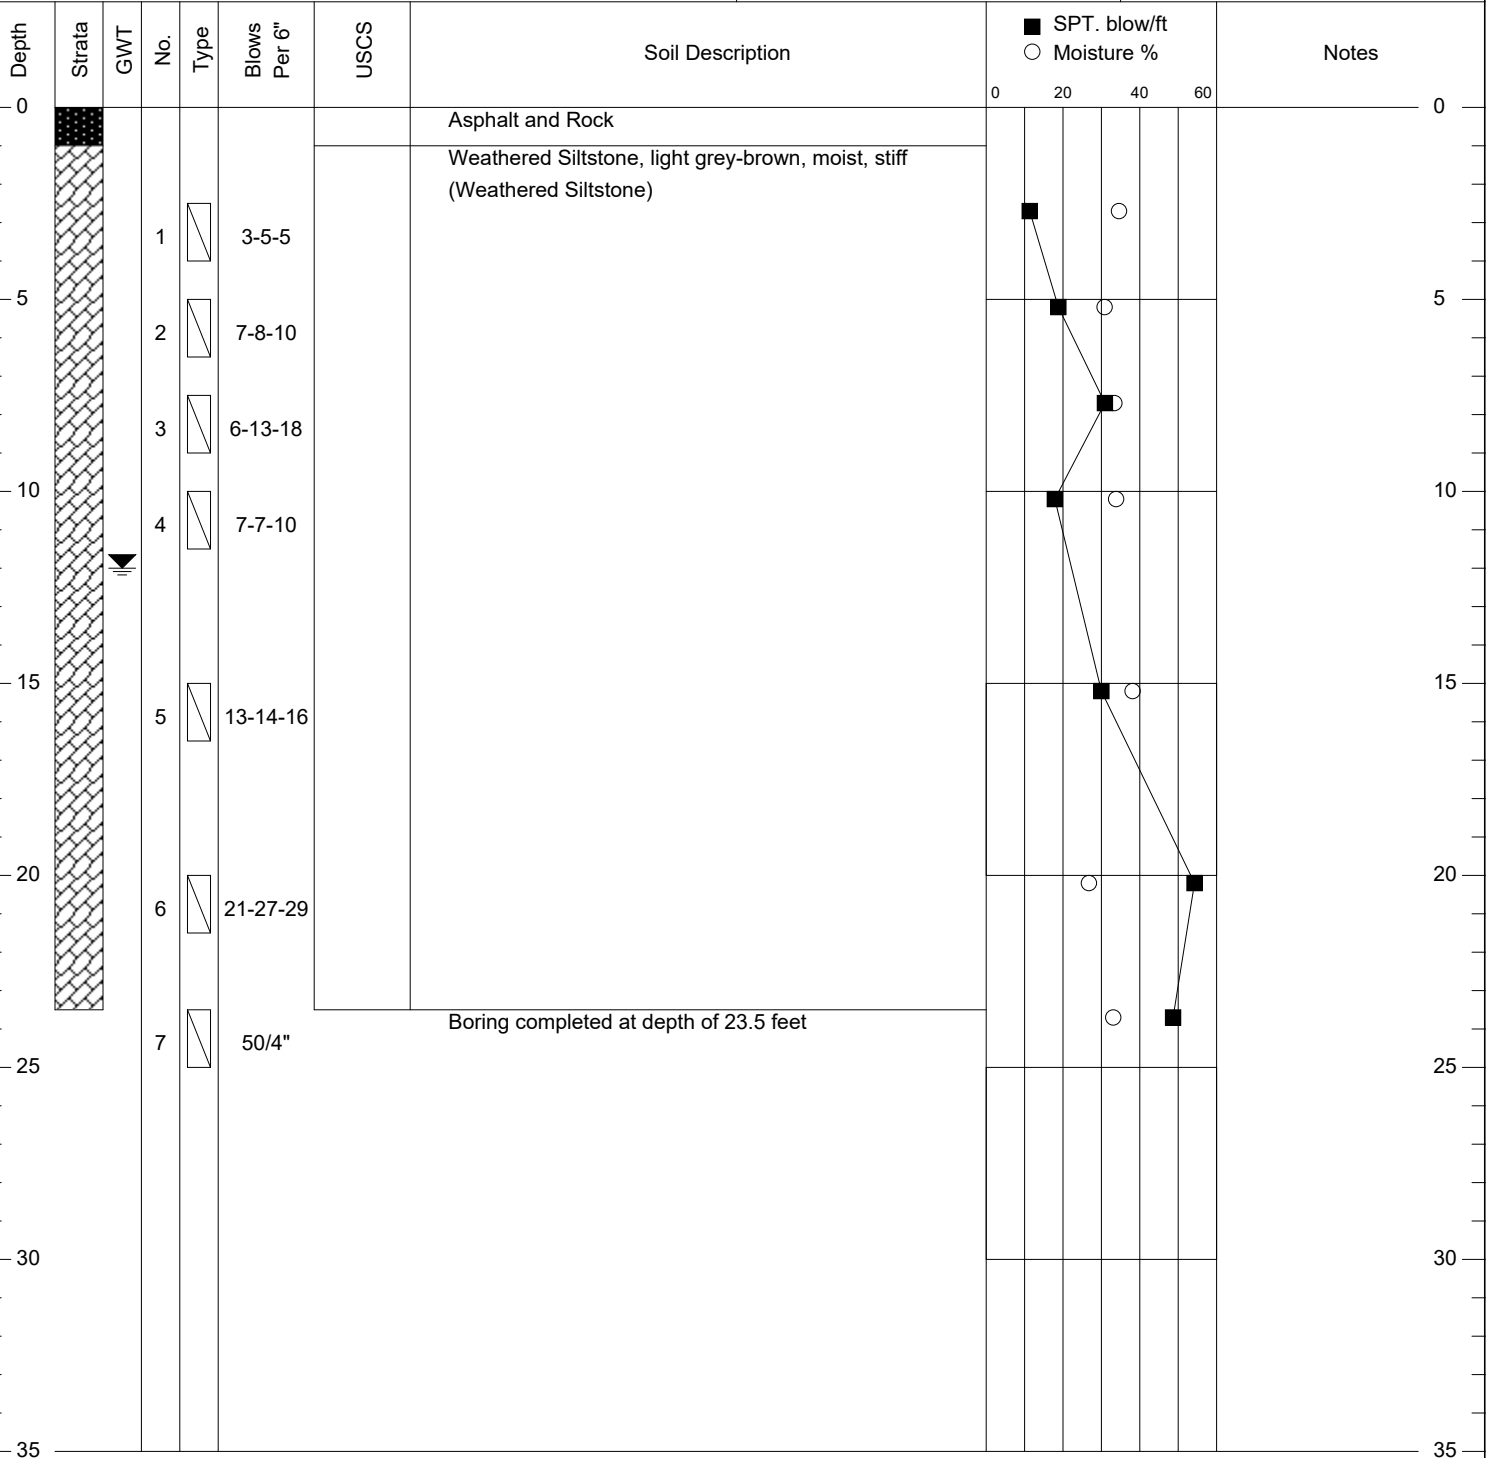 Depth
Strata
GWT
No.
Type
Blows
Per 6"
USCS
Soil Description
SPT. blow/ft
Moisture %
Notes
0 20 40 60
0 0
Asphalt and Rock
Weathered Siltstone, light grey-brown, moist, stiff
(Weathered Siltstone)
1 3-5-5
5 5
2 7-8-10
3 6-13-18
10 10
4 7-7-10
15 15
5 13-14-16
20 20
6 21-27-29
Boring completed at depth of 23.5 feet
7 50/4"
25 25
30 30
35 35